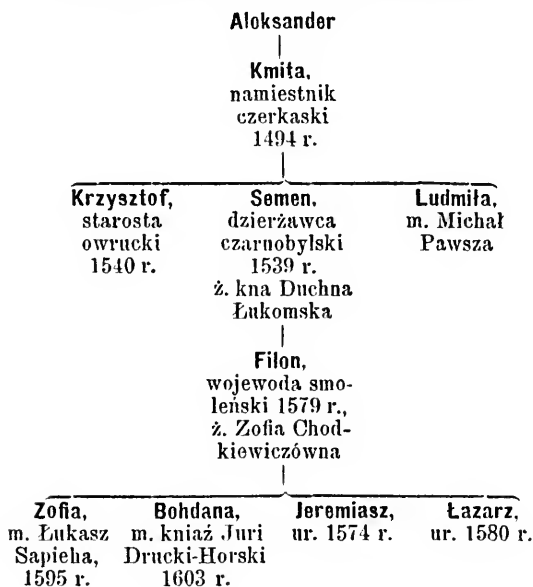 Aloksander
Kmita,
namiestnik
czerkaski
1494 r.
Krzysztof,
starosta
owrucki
1540 r.
Semen,
dzierżawca
czarnobylski
1539 r.
ż. kna Duchna
Łukomska
Ludmiła,
m. Michał
Pawsza
Filon,
wojewoda smo-
leński 1579 r.,
ż. Zofia Chod-
kiewiczówna
Zofia,
m. Łukasz
Sapieha,
1595 r.
Bohdana,
m. kniaź Juri
Drucki-Horski
1603 r.
Jeremiasz,
ur. 1574 r.
Łazarz,
ur. 1580 r.